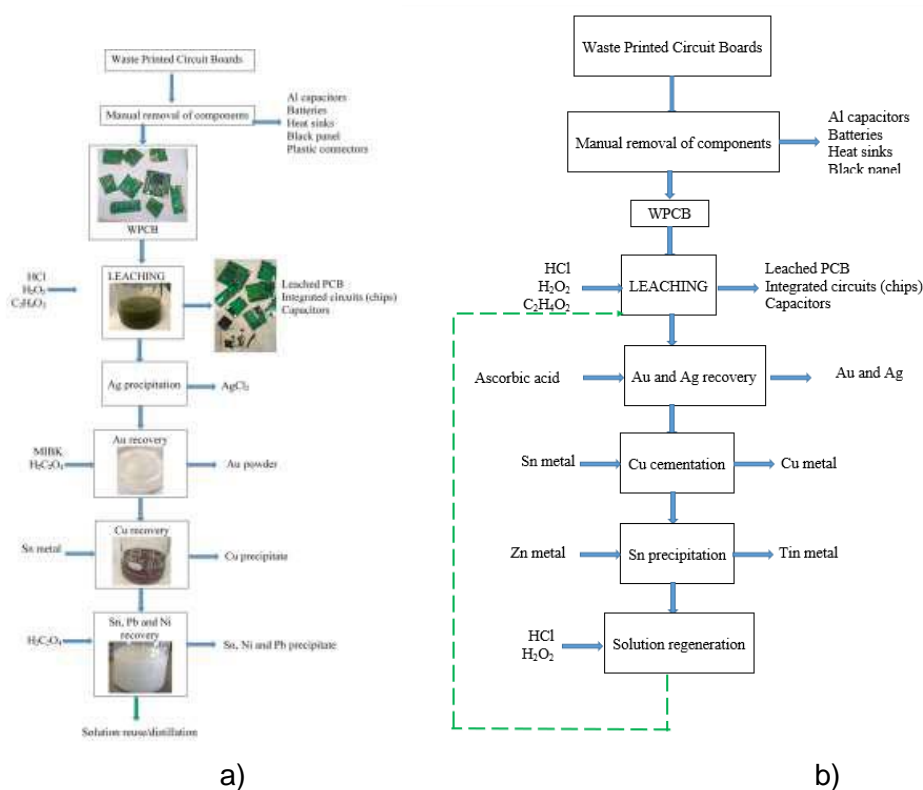 Waste Printed Circuit Boards
Manual removal of components
Al capacitors
Batteries
Heat sinks
Black panel
Plastic connectors
WPCB
HCl
H₂O₂
LEACHING
Leached PCB
Integrated circuits (chips)
Capacitors
Ag precipitation
AgCl₂
MIBK
H₂C₂O₄
Au recovery
Au powder
Sn metal
Cu recovery
Cu precipitate
H₂C₂O₄
Sn, Pb and Ni
recovery
Sn, Ni and Pb precipitate
Solution reuse/distillation
a)
Waste Printed Circuit Boards
Manual removal of components
Al capacitors
Batteries
Heat sinks
Black panel
WPCB
HCl
H₂O₂
C₂H₄O₂
LEACHING
Leached PCB
Integrated circuits (chips)
Capacitors
Ascorbic acid
Au and Ag recovery
Au and Ag
Sn metal
Cu cementation
Cu metal
Zn metal
Sn precipitation
Tin metal
HCl
H₂O₂
Solution regeneration
b)